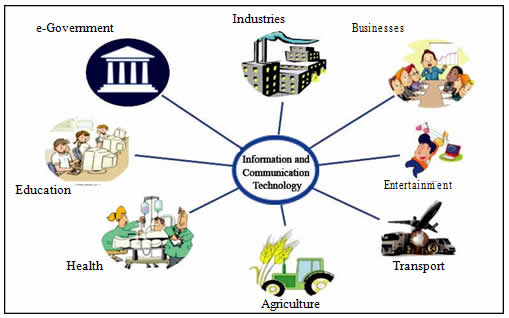 e-Government
Industries
Businesses
Information and
Communication
Technology
Education
Entertainment
Health
Transport
Agriculture